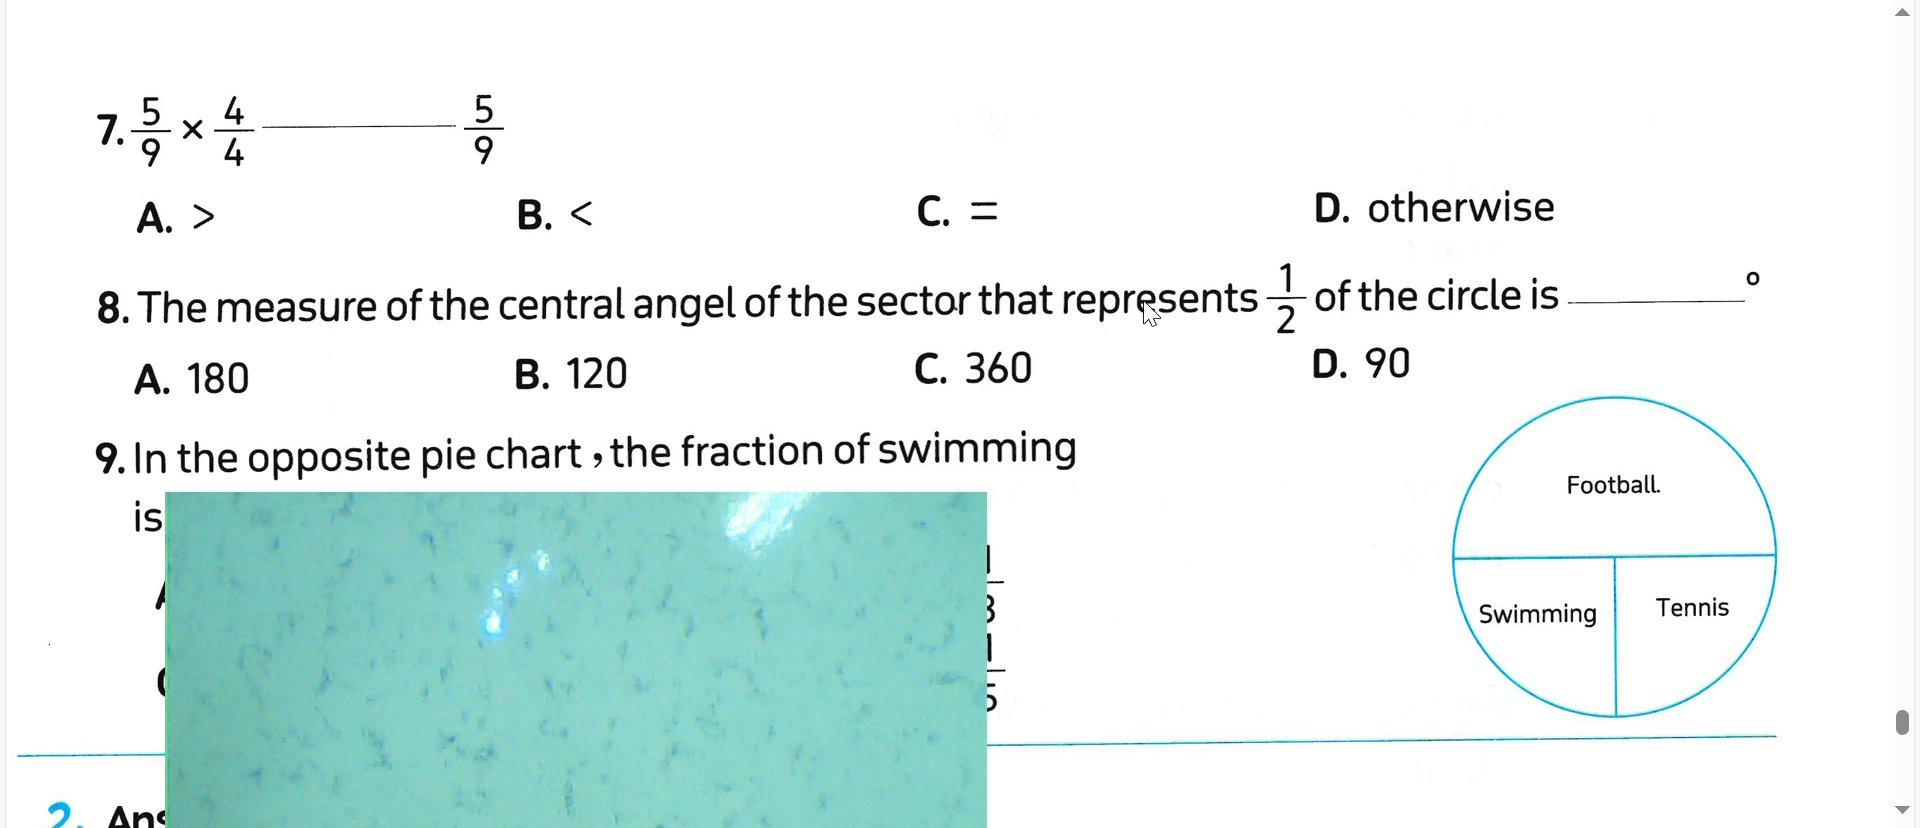 7. 5/9 × 4/4 ________ 5/9
A. > B. < C. = D. otherwise
8. The measure of the central angel of the sector that represents 1/2 of the circle is ________°
A. 180 B. 120 C. 360 D. 90
9. In the opposite pie chart, the fraction of swimming
is
Football.
Swimming Tennis
2.